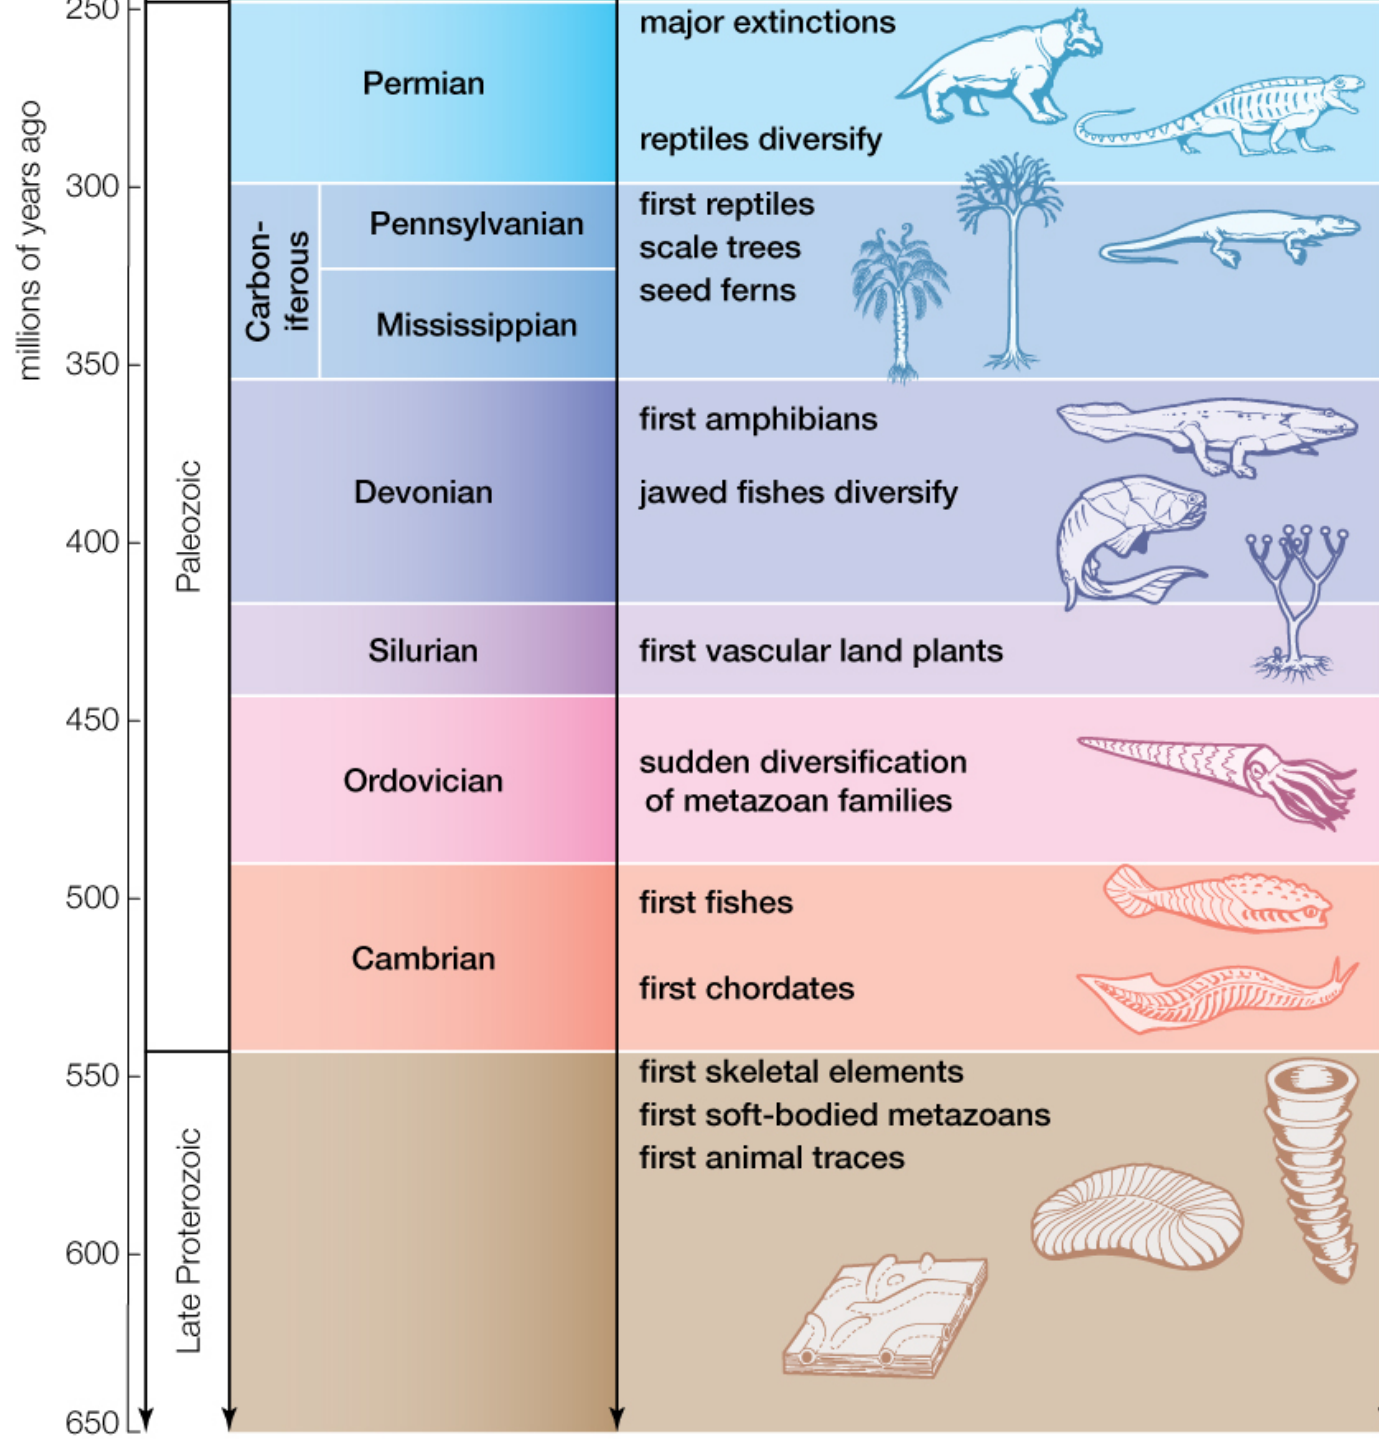 millions of years ago
250
300
350
400
450
500
550
600
650
Paleozoic
Late Proterozoic
Permian
major extinctions
reptiles diversify
Carbon-
iferous
Pennsylvanian
Mississippian
first reptiles
scale trees
seed ferns
Devonian
first amphibians
jawed fishes diversify
Silurian
first vascular land plants
Ordovician
sudden diversification
of metazoan families
Cambrian
first fishes
first chordates
first skeletal elements
first soft-bodied metazoans
first animal traces